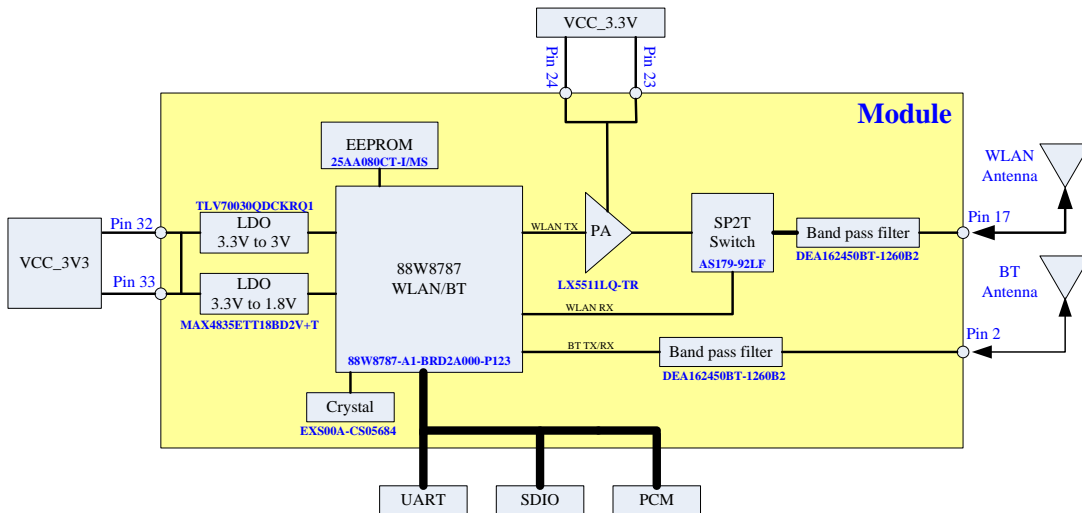 VCC_3.3V
Pin 24
Pin 23
Module
EEPROM
25AA080CT-I/MS
WLAN
Antenna
TLV70030QDCKRQ1
Pin 32
LDO
3.3V to 3V
WLAN TX
PA
SP2T
Switch
AS179-92LF
Pin 17
Band pass filter
DEA162450BT-1260B2
VCC_3V3
Pin 33
LDO
3.3V to 1.8V
MAX4835ETT18BD2V+T
88W8787
WLAN/BT
LX5511LQ-TR
BT
Antenna
WLAN RX
BT TX/RX
Pin 2
Band pass filter
DEA162450BT-1260B2
88W8787-A1-BRD2A000-P123
Crystal
EXS00A-CS05684
UART
SDIO
PCM